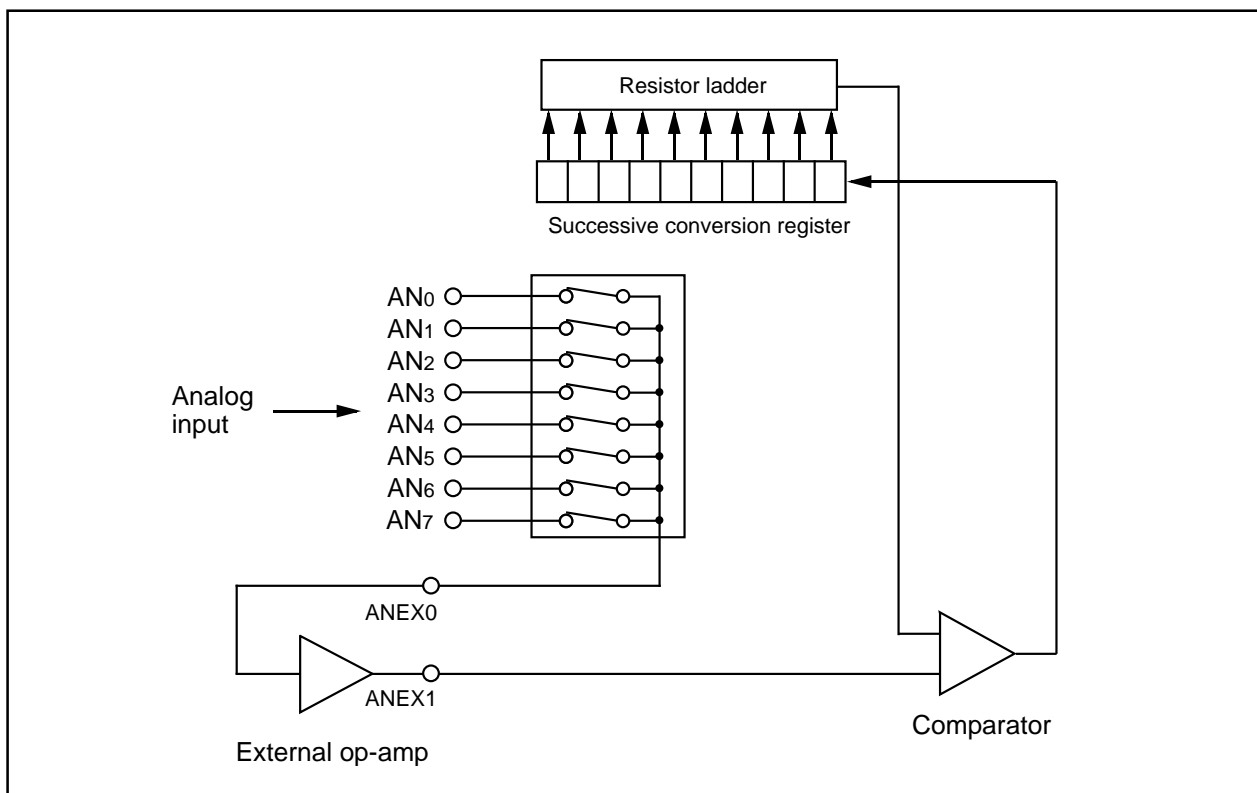 Resistor ladder
Successive conversion register
AN0
AN1
AN2
AN3
AN4
AN5
AN6
AN7
Analog
input
ANEX0
ANEX1
External op-amp
Comparator